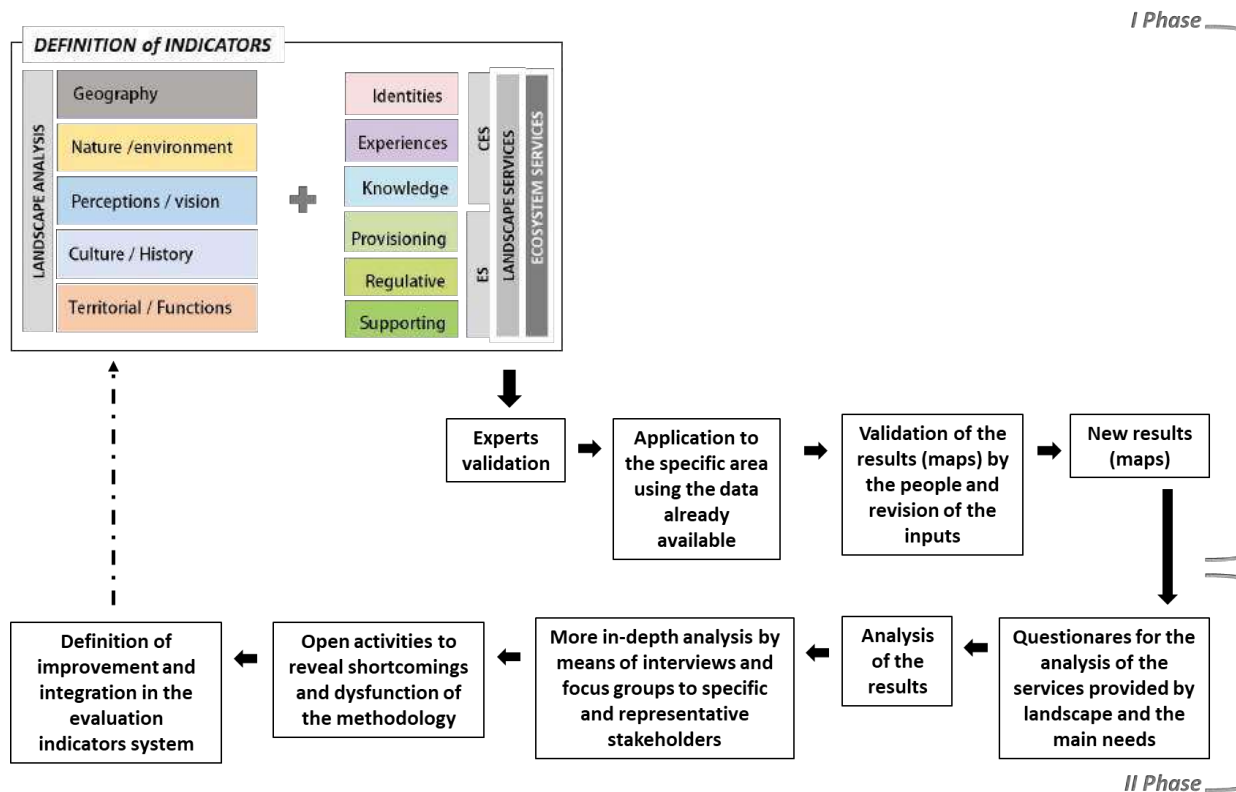 I Phase
DEFINITION of INDICATORS
LANDSCAPE ANALYSIS
Geography
Nature /environment
Perceptions / vision
Culture / History
Territorial / Functions
Identities
Experiences
Knowledge
Provisioning
Regulative
Supporting
CES
ES
LANDSCAPE SERVICES
ECOSYSTEM SERVICES
Experts
validation
Application to
the specific area
using the data
already
available
Validation of the
results (maps) by
the people and
revision of the
inputs
New results
(maps)
Questionares for the
analysis of the
services provided by
landscape and the
main needs
Analysis
of the
results
More in-depth analysis by
means of interviews and
focus groups to specific
and representative
stakeholders
Open activities to
reveal shortcomings
and dysfunction of
the methodology
Definition of
improvement and
integration in the
evaluation
indicators system
II Phase